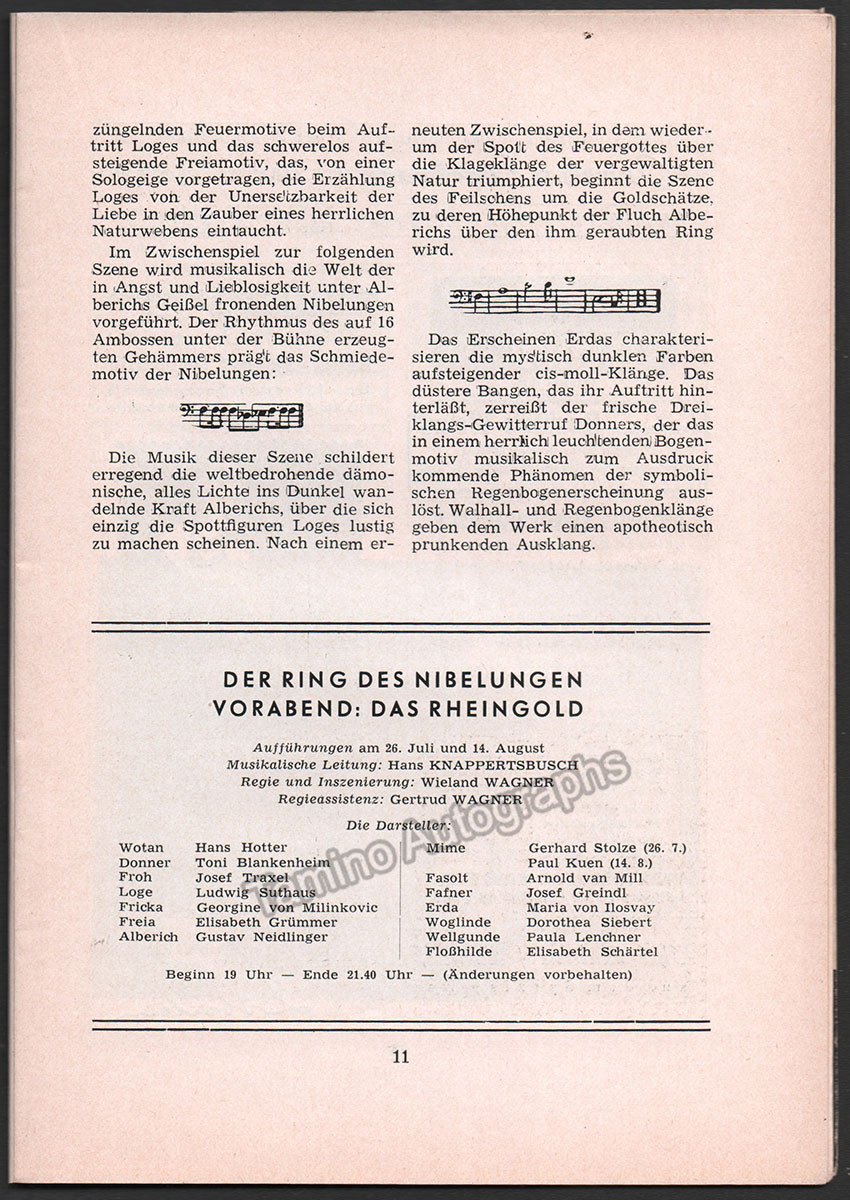 züngelnden Feuermotive beim Auf-
tritt Loges und das schwerelos auf-
steigende Freiamotiv, das, von einer
Sologeige vorgetragen, die Erzählung
Loges von der Unersetzbarkeit der
Liebe in den Zauber eines herrlichen
Naturwebens eintaucht.
Im Zwischenspiel zur folgenden
Szene wird musikalisch die Welt der
in Angst und Lieblosigkeit unter Al-
berichs Geißel fronenden Nibelungen
vorgeführt. Der Rhythmus des auf 16
Ambossen unter der Bühne erzeug-
ten Gehämmers prägt das Schmiede-
motiv der Nibelungen:
Die Musik dieser Szene schildert
erregend die weltbedrohende dämo-
nische, alles Lichte ins Dunkel wan-
delnde Kraft Alberichs, über die sich
einzig die Spottfiguren Loges lustig
zu machen scheinen. Nach einem er-
neuten Zwischenspiel, in dem wieder-
um der Spott des Feuergottes über
die Klageklänge der vergewaltigten
Natur triumphiert, beginnt die Szene
des Feilschens um die Goldschätze,
zu deren Höhepunkt der Fluch Albe-
richs über den ihm geraubten Ring
wird.
Das Erscheinen Erdas charakteri-
sieren die mystisch dunklen Farben
aufsteigender cis-moll-Klänge. Das
düstere Bangen, das ihr Auftritt hin-
terläßt, zerreißt der frische Drei-
klangs-Gewitterruf Donners, der das
in einem herrlich leuchtenden Bogen-
motiv musikalisch zum Ausdruck
kommende Phänomen der symboli-
schen Regenbogenerscheinung aus-
löst. Walhall- und Regenbogenklänge
geben dem Werk einen apotheotisch
prunkenden Ausklang.
DER RING DES NIBELUNGEN
VORABEND: DAS RHEINGOLD
Aufführungen am 26. Juli und 14. August
Musikalische Leitung: Hans KNAPPERTSBUSCH
Regie und Inszenierung: Wieland WAGNER
Regieassistenz: Gertrud WAGNER
Die Darsteller:
Wotan Hans Hotter
Donner Toni Blankenheim
Froh Josef Traxel
Loge Ludwig Suthaus
Fricka Georgine von Milinkovic
Freia Elisabeth Grümmer
Alberich Gustav Neidlinger
Mime Gerhard Stolze (26. 7.)
Paul Kuen (14. 8.)
Fasolt Arnold van Mill
Fafner Josef Greindl
Erda Maria von Ilosvay
Woglinde Dorothea Siebert
Wellgunde Paula Lenchner
Floßhilde Elisabeth Schärtel
Beginn 19 Uhr — Ende 21.40 Uhr — (Änderungen vorbehalten)
11
Tamino Autographs